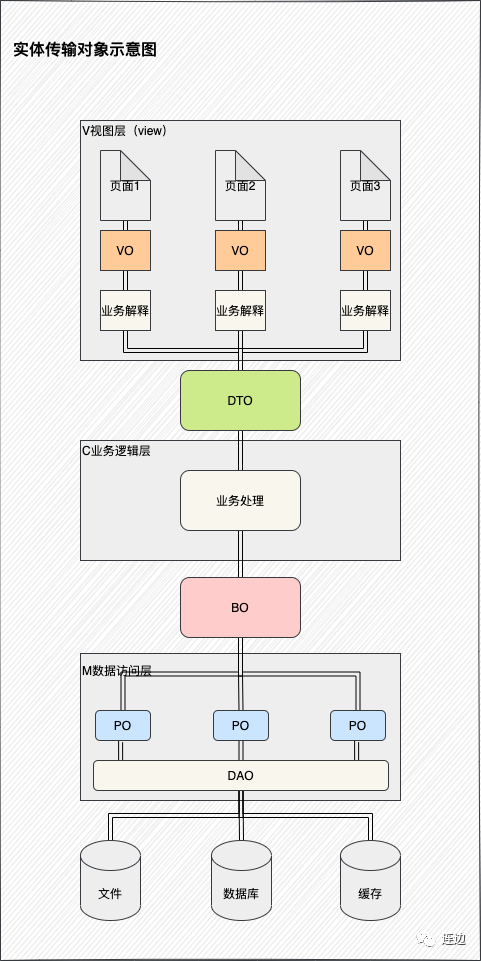 实体传输对象示意图
V视图层（view）
页面1 页面2 页面3
VO VO VO
业务解释 业务解释 业务解释
DTO
C业务逻辑层
业务处理
BO
M数据访问层
PO PO PO
DAO
文件 数据库 缓存
连边